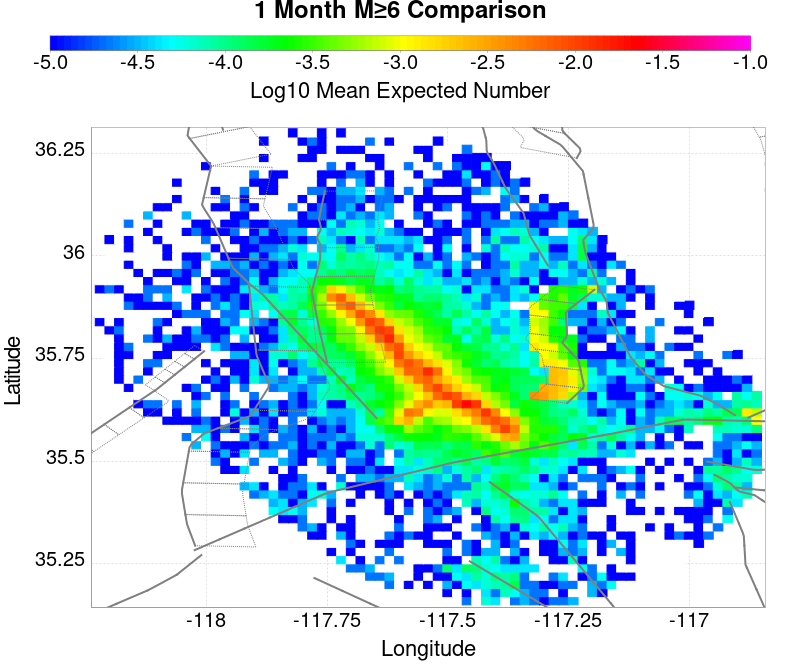 1 Month M≥6 Comparison
-5.0 -4.5 -4.0 -3.5 -3.0 -2.5 -2.0 -1.5 -1.0
Log10 Mean Expected Number
36.25
36
35.75
35.5
35.25
Latitude
-118 -117.75 -117.5 -117.25 -117
Longitude